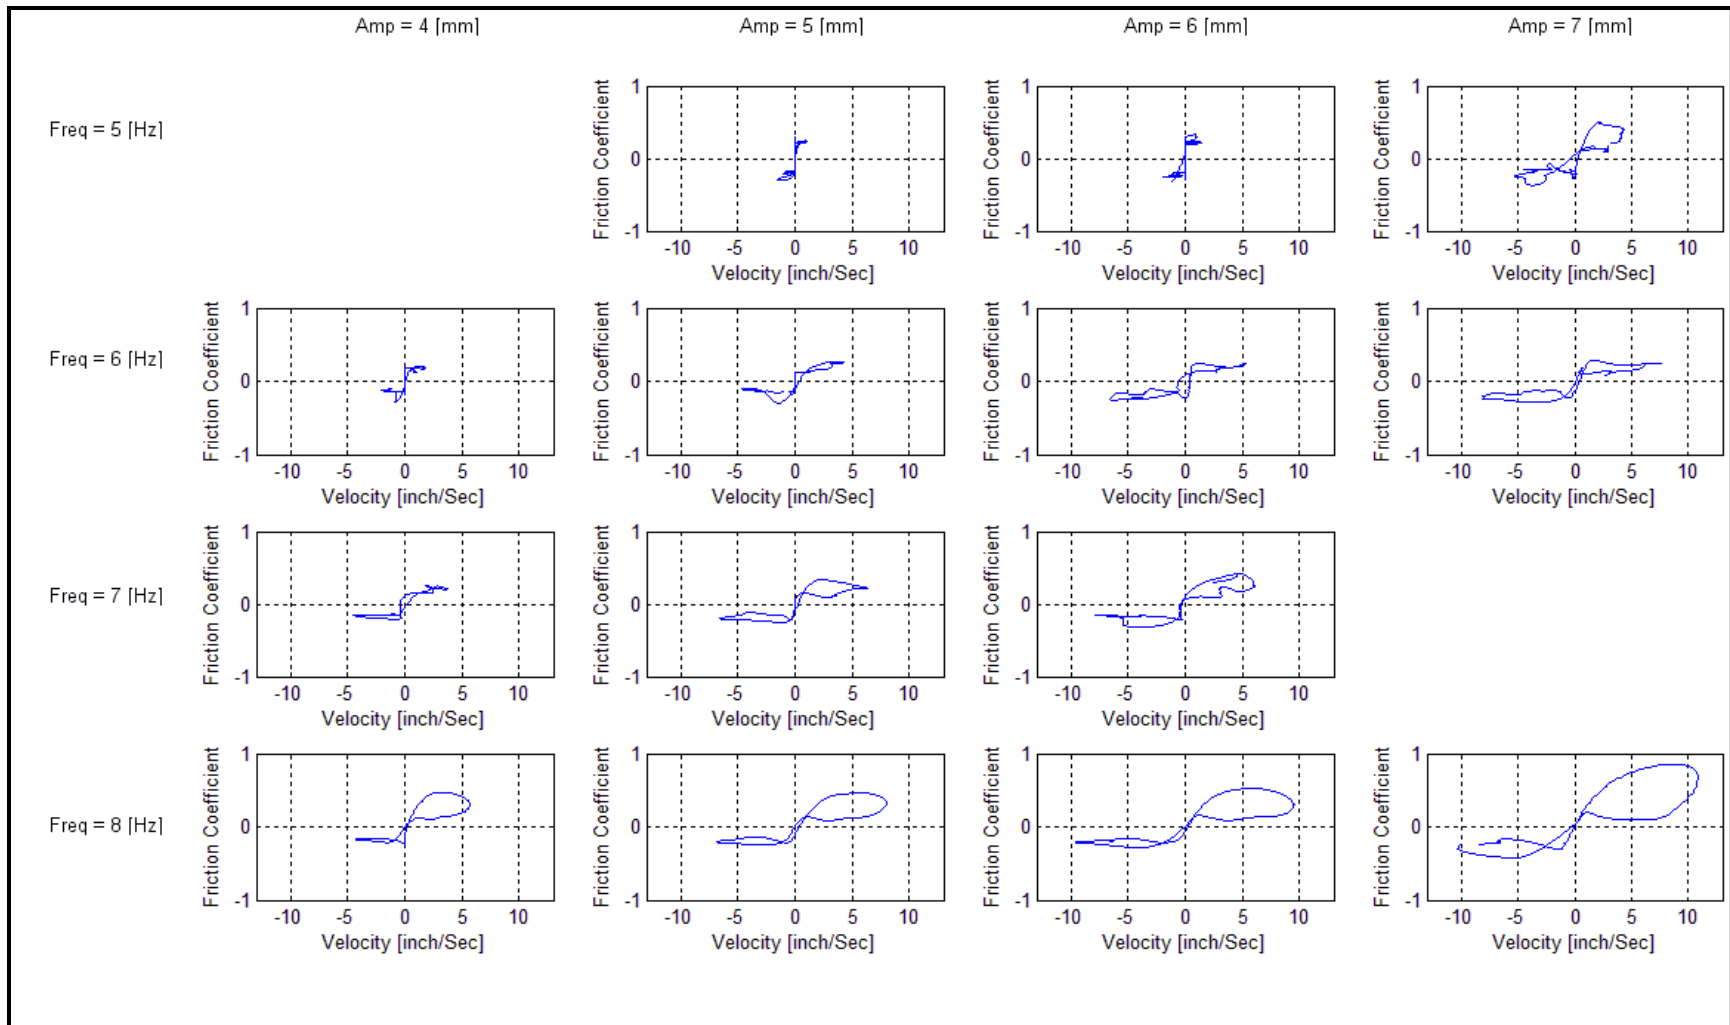 Amp = 4 [mm] Amp = 5 [mm] Amp = 6 [mm] Amp = 7 [mm]
Freq = 5 [Hz]
Friction Coefficient
1
0
-1
-10 -5 0 5 10
Velocity [inch/Sec]
Friction Coefficient
1
0
-1
-10 -5 0 5 10
Velocity [inch/Sec]
Friction Coefficient
1
0
-1
-10 -5 0 5 10
Velocity [inch/Sec]
Freq = 6 [Hz]
Friction Coefficient
1
0
-1
-10 -5 0 5 10
Velocity [inch/Sec]
Friction Coefficient
1
0
-1
-10 -5 0 5 10
Velocity [inch/Sec]
Friction Coefficient
1
0
-1
-10 -5 0 5 10
Velocity [inch/Sec]
Friction Coefficient
1
0
-1
-10 -5 0 5 10
Velocity [inch/Sec]
Freq = 7 [Hz]
Friction Coefficient
1
0
-1
-10 -5 0 5 10
Velocity [inch/Sec]
Friction Coefficient
1
0
-1
-10 -5 0 5 10
Velocity [inch/Sec]
Friction Coefficient
1
0
-1
-10 -5 0 5 10
Velocity [inch/Sec]
Freq = 8 [Hz]
Friction Coefficient
1
0
-1
-10 -5 0 5 10
Velocity [inch/Sec]
Friction Coefficient
1
0
-1
-10 -5 0 5 10
Velocity [inch/Sec]
Friction Coefficient
1
0
-1
-10 -5 0 5 10
Velocity [inch/Sec]
Friction Coefficient
1
0
-1
-10 -5 0 5 10
Velocity [inch/Sec]